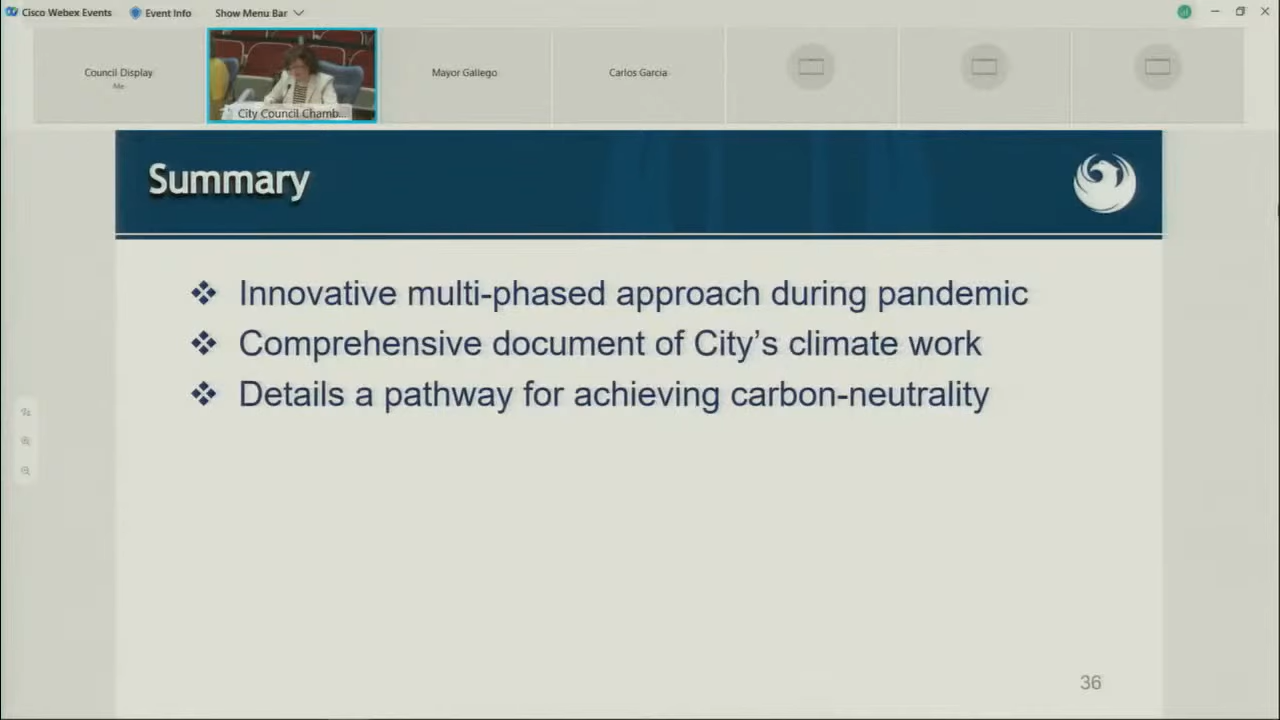 Cisco Webex Events
Event Info
Show Menu Bar
Council Display
Me
City Council Chamb...
Mayor Gallego
Carlos Garcia
Summary
❖ Innovative multi-phased approach during pandemic
❖ Comprehensive document of City’s climate work
❖ Details a pathway for achieving carbon-neutrality
36